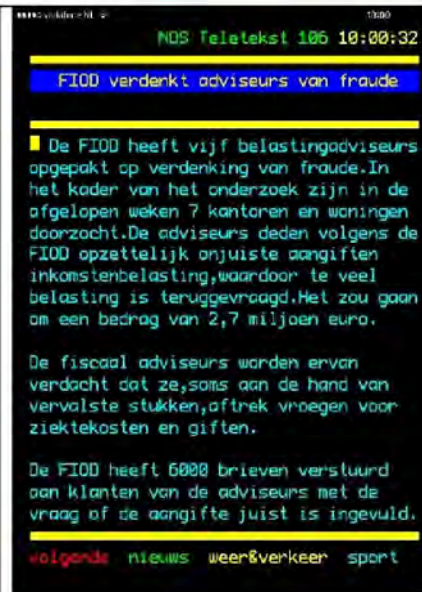 vodafone NL 10:00
NOS Teletekst 106 10:00:32
FIOD verdenkt adviseurs van fraude
De FIOD heeft vijf belastingadviseurs
opgepakt op verdenking van fraude.In
het kader van het onderzoek zijn in de
afgelopen weken 7 kantoren en woningen
doorzocht.De adviseurs deden volgens de
FIOD opzettelijk onjuiste aangiften
inkomstenbelasting,waardoor te veel
belasting is teruggevraagd.Het zou gaan
om een bedrag van 2,7 miljoen euro.
De fiscaal adviseurs worden ervan
verdacht dat ze,soms aan de hand van
vervalste stukken,aftrek vroegen voor
ziektekosten en giften.
De FIOD heeft 6000 brieven verstuurd
aan klanten van de adviseurs met de
vraag of de aangifte juist is ingevuld.
volgende nieuws weer&verkeer sport